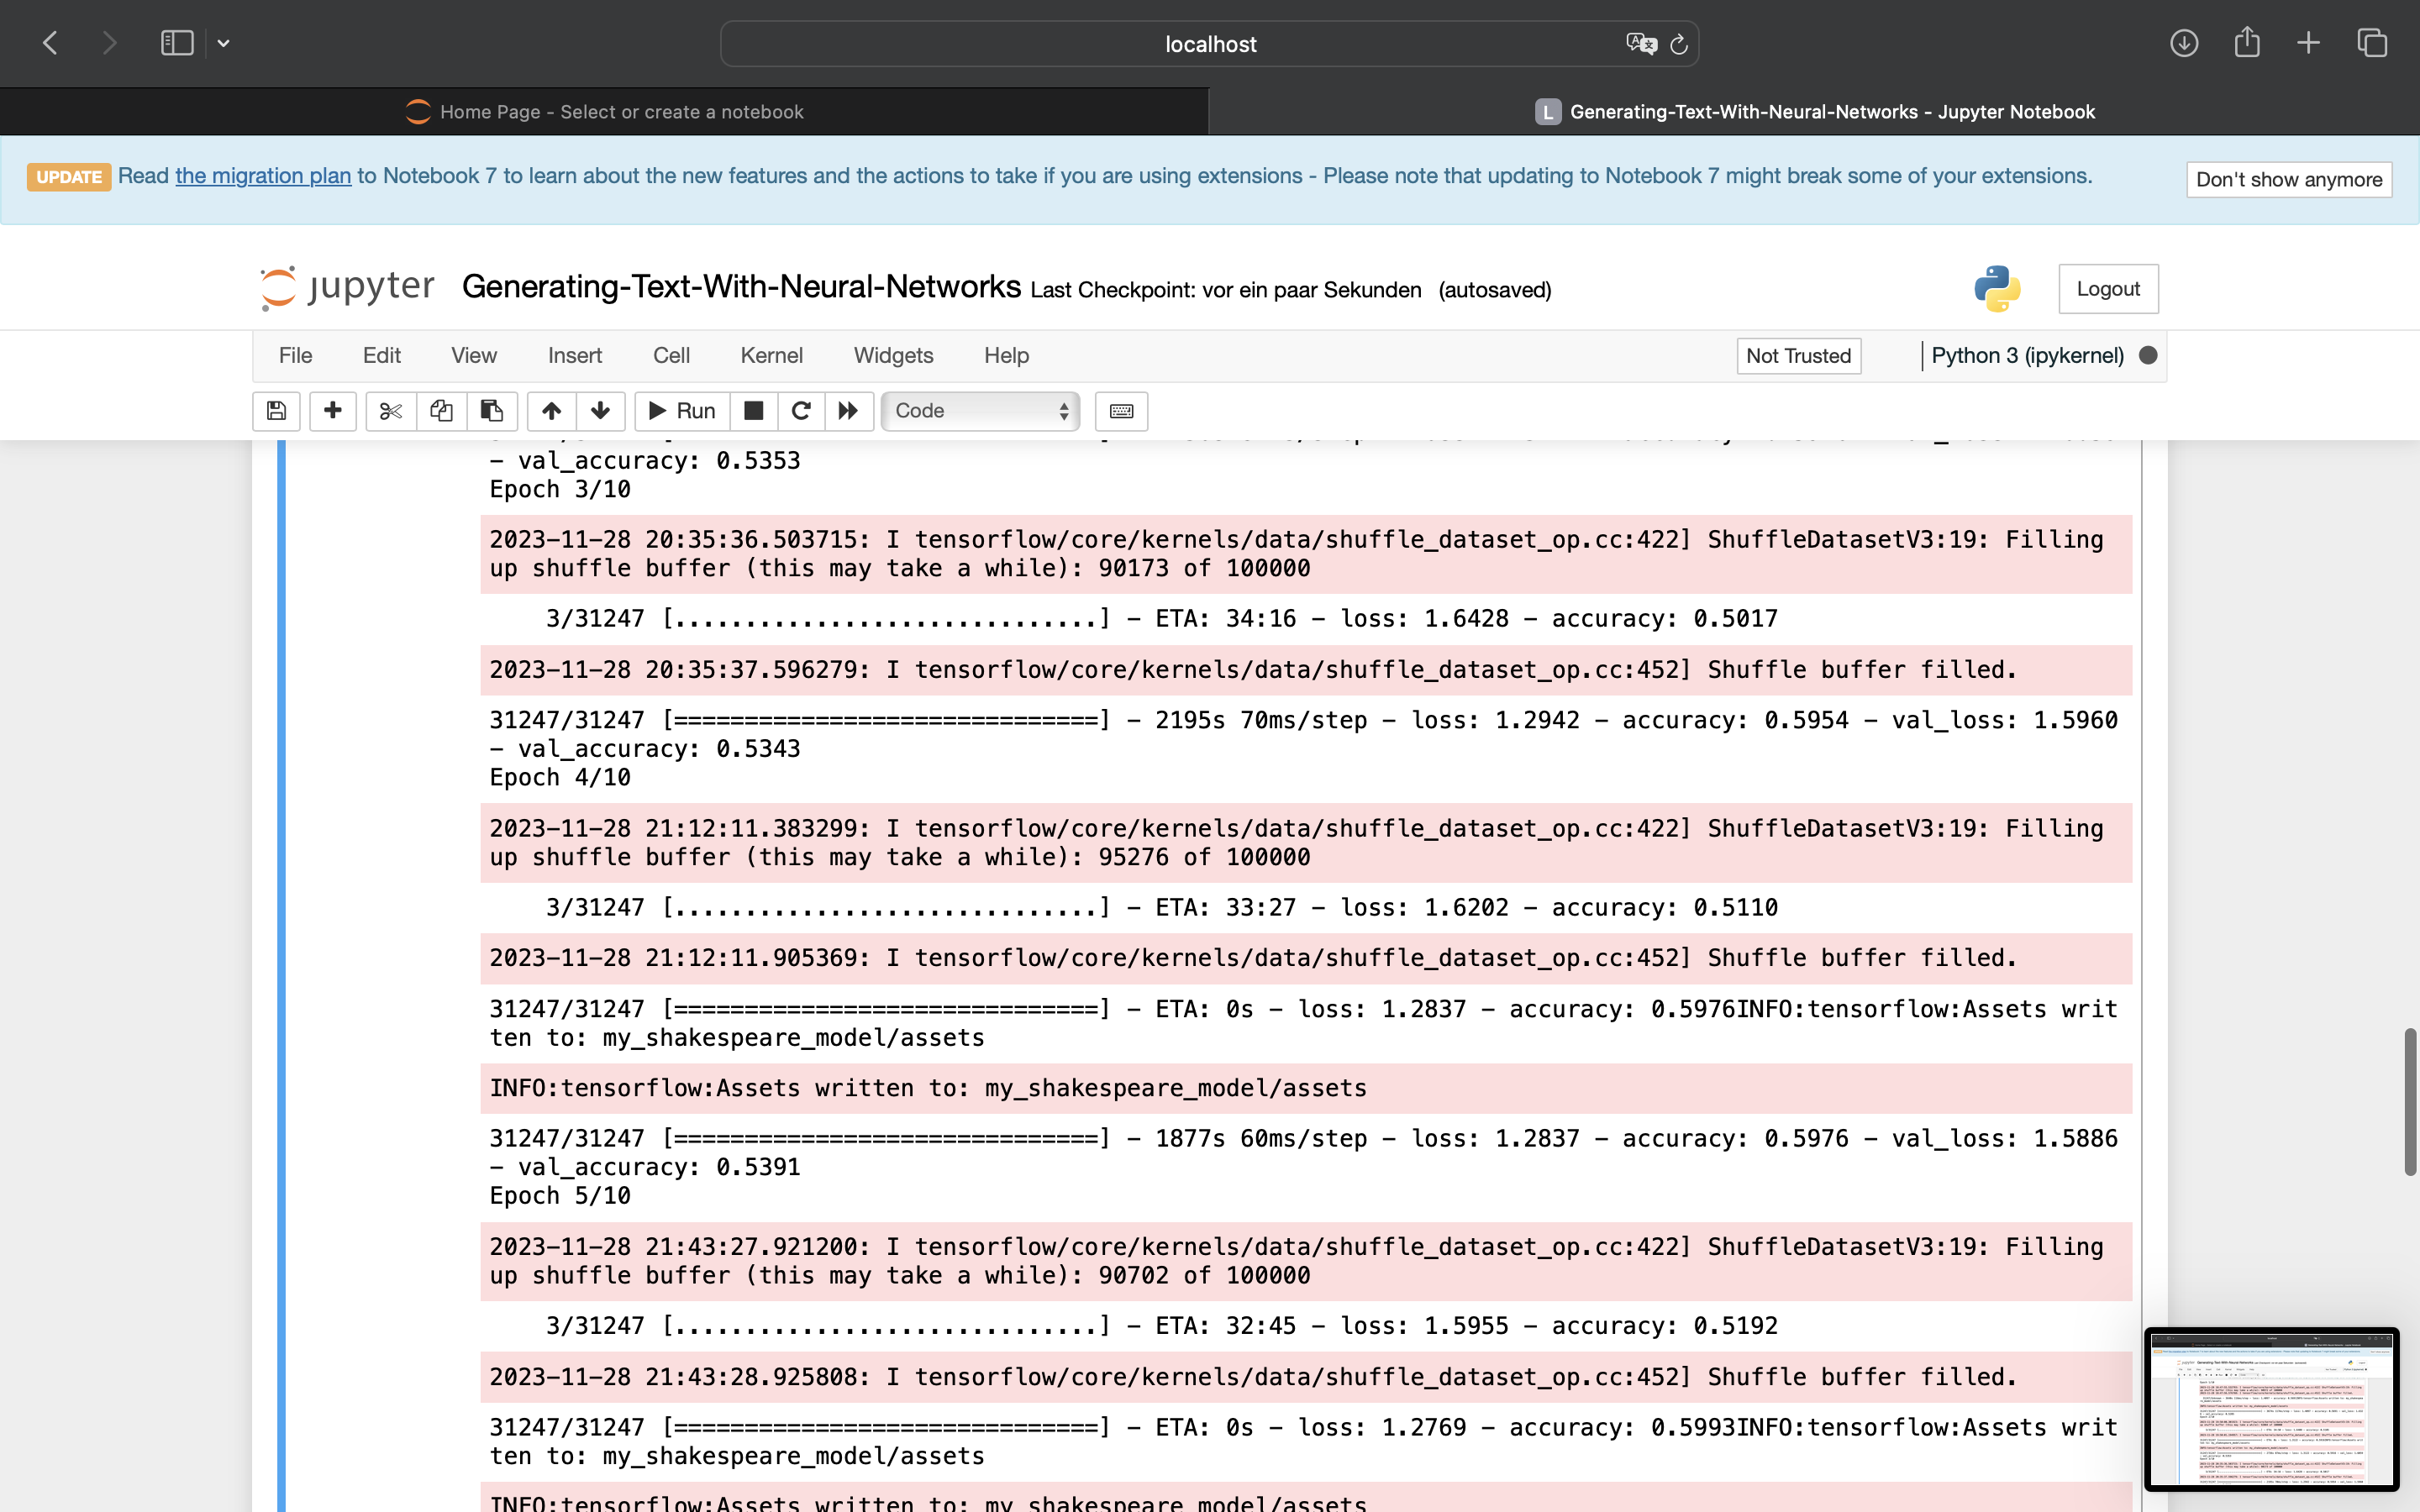 localhost
Home Page - Select or create a notebook
L Generating-Text-With-Neural-Networks - Jupyter Notebook
UPDATE Read the migration plan to Notebook 7 to learn about the new features and the actions to take if you are using extensions - Please note that updating to Notebook 7 might break some of your extensions.
Don't show anymore
jupyter Generating-Text-With-Neural-Networks Last Checkpoint: vor ein paar Sekunden (autosaved)
Logout
File Edit View Insert Cell Kernel Widgets Help
Not Trusted Python 3 (ipykernel)
Run Code
– val_accuracy: 0.5353
Epoch 3/10
2023–11–28 20:35:36.503715: I tensorflow/core/kernels/data/shuffle_dataset_op.cc:422] ShuffleDatasetV3:19: Filling
up shuffle buffer (this may take a while): 90173 of 100000
3/31247 [..............................] – ETA: 34:16 – loss: 1.6428 – accuracy: 0.5017
2023–11–28 20:35:37.596279: I tensorflow/core/kernels/data/shuffle_dataset_op.cc:452] Shuffle buffer filled.
31247/31247 [==============================] – 2195s 70ms/step – loss: 1.2942 – accuracy: 0.5954 – val_loss: 1.5960
– val_accuracy: 0.5343
Epoch 4/10
2023–11–28 21:12:11.383299: I tensorflow/core/kernels/data/shuffle_dataset_op.cc:422] ShuffleDatasetV3:19: Filling
up shuffle buffer (this may take a while): 95276 of 100000
3/31247 [..............................] – ETA: 33:27 – loss: 1.6202 – accuracy: 0.5110
2023–11–28 21:12:11.905369: I tensorflow/core/kernels/data/shuffle_dataset_op.cc:452] Shuffle buffer filled.
31247/31247 [==============================] – ETA: 0s – loss: 1.2837 – accuracy: 0.5976INFO:tensorflow:Assets writ
ten to: my_shakespeare_model/assets
INFO:tensorflow:Assets written to: my_shakespeare_model/assets
31247/31247 [==============================] – 1877s 60ms/step – loss: 1.2837 – accuracy: 0.5976 – val_loss: 1.5886
– val_accuracy: 0.5391
Epoch 5/10
2023–11–28 21:43:27.921200: I tensorflow/core/kernels/data/shuffle_dataset_op.cc:422] ShuffleDatasetV3:19: Filling
up shuffle buffer (this may take a while): 90702 of 100000
3/31247 [..............................] – ETA: 32:45 – loss: 1.5955 – accuracy: 0.5192
2023–11–28 21:43:28.925808: I tensorflow/core/kernels/data/shuffle_dataset_op.cc:452] Shuffle buffer filled.
31247/31247 [==============================] – ETA: 0s – loss: 1.2769 – accuracy: 0.5993INFO:tensorflow:Assets writ
ten to: my_shakespeare_model/assets
INFO:tensorflow:Assets written to: my_shakespeare_model/assets